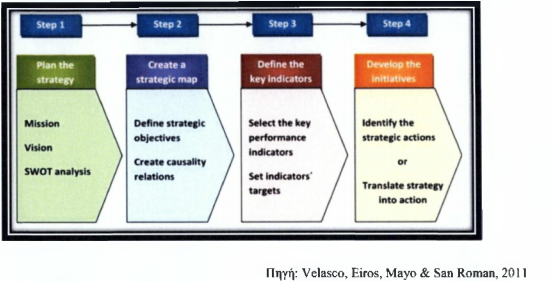 Step 1
Step 2
Step 3
Step 4
Plan the
strategy
Create a
strategic map
Define the
key indicators
Develop the
initiatives
Mission
Vision
SWOT analysis
Define strategic
objectives
Create causality
relations
Select the key
performance
indicators
Set indicators´
targets
Identify the
strategic actions
or
Translate strategy
into action
Πηγή: Velasco, Eiros, Mayo & San Roman, 2011